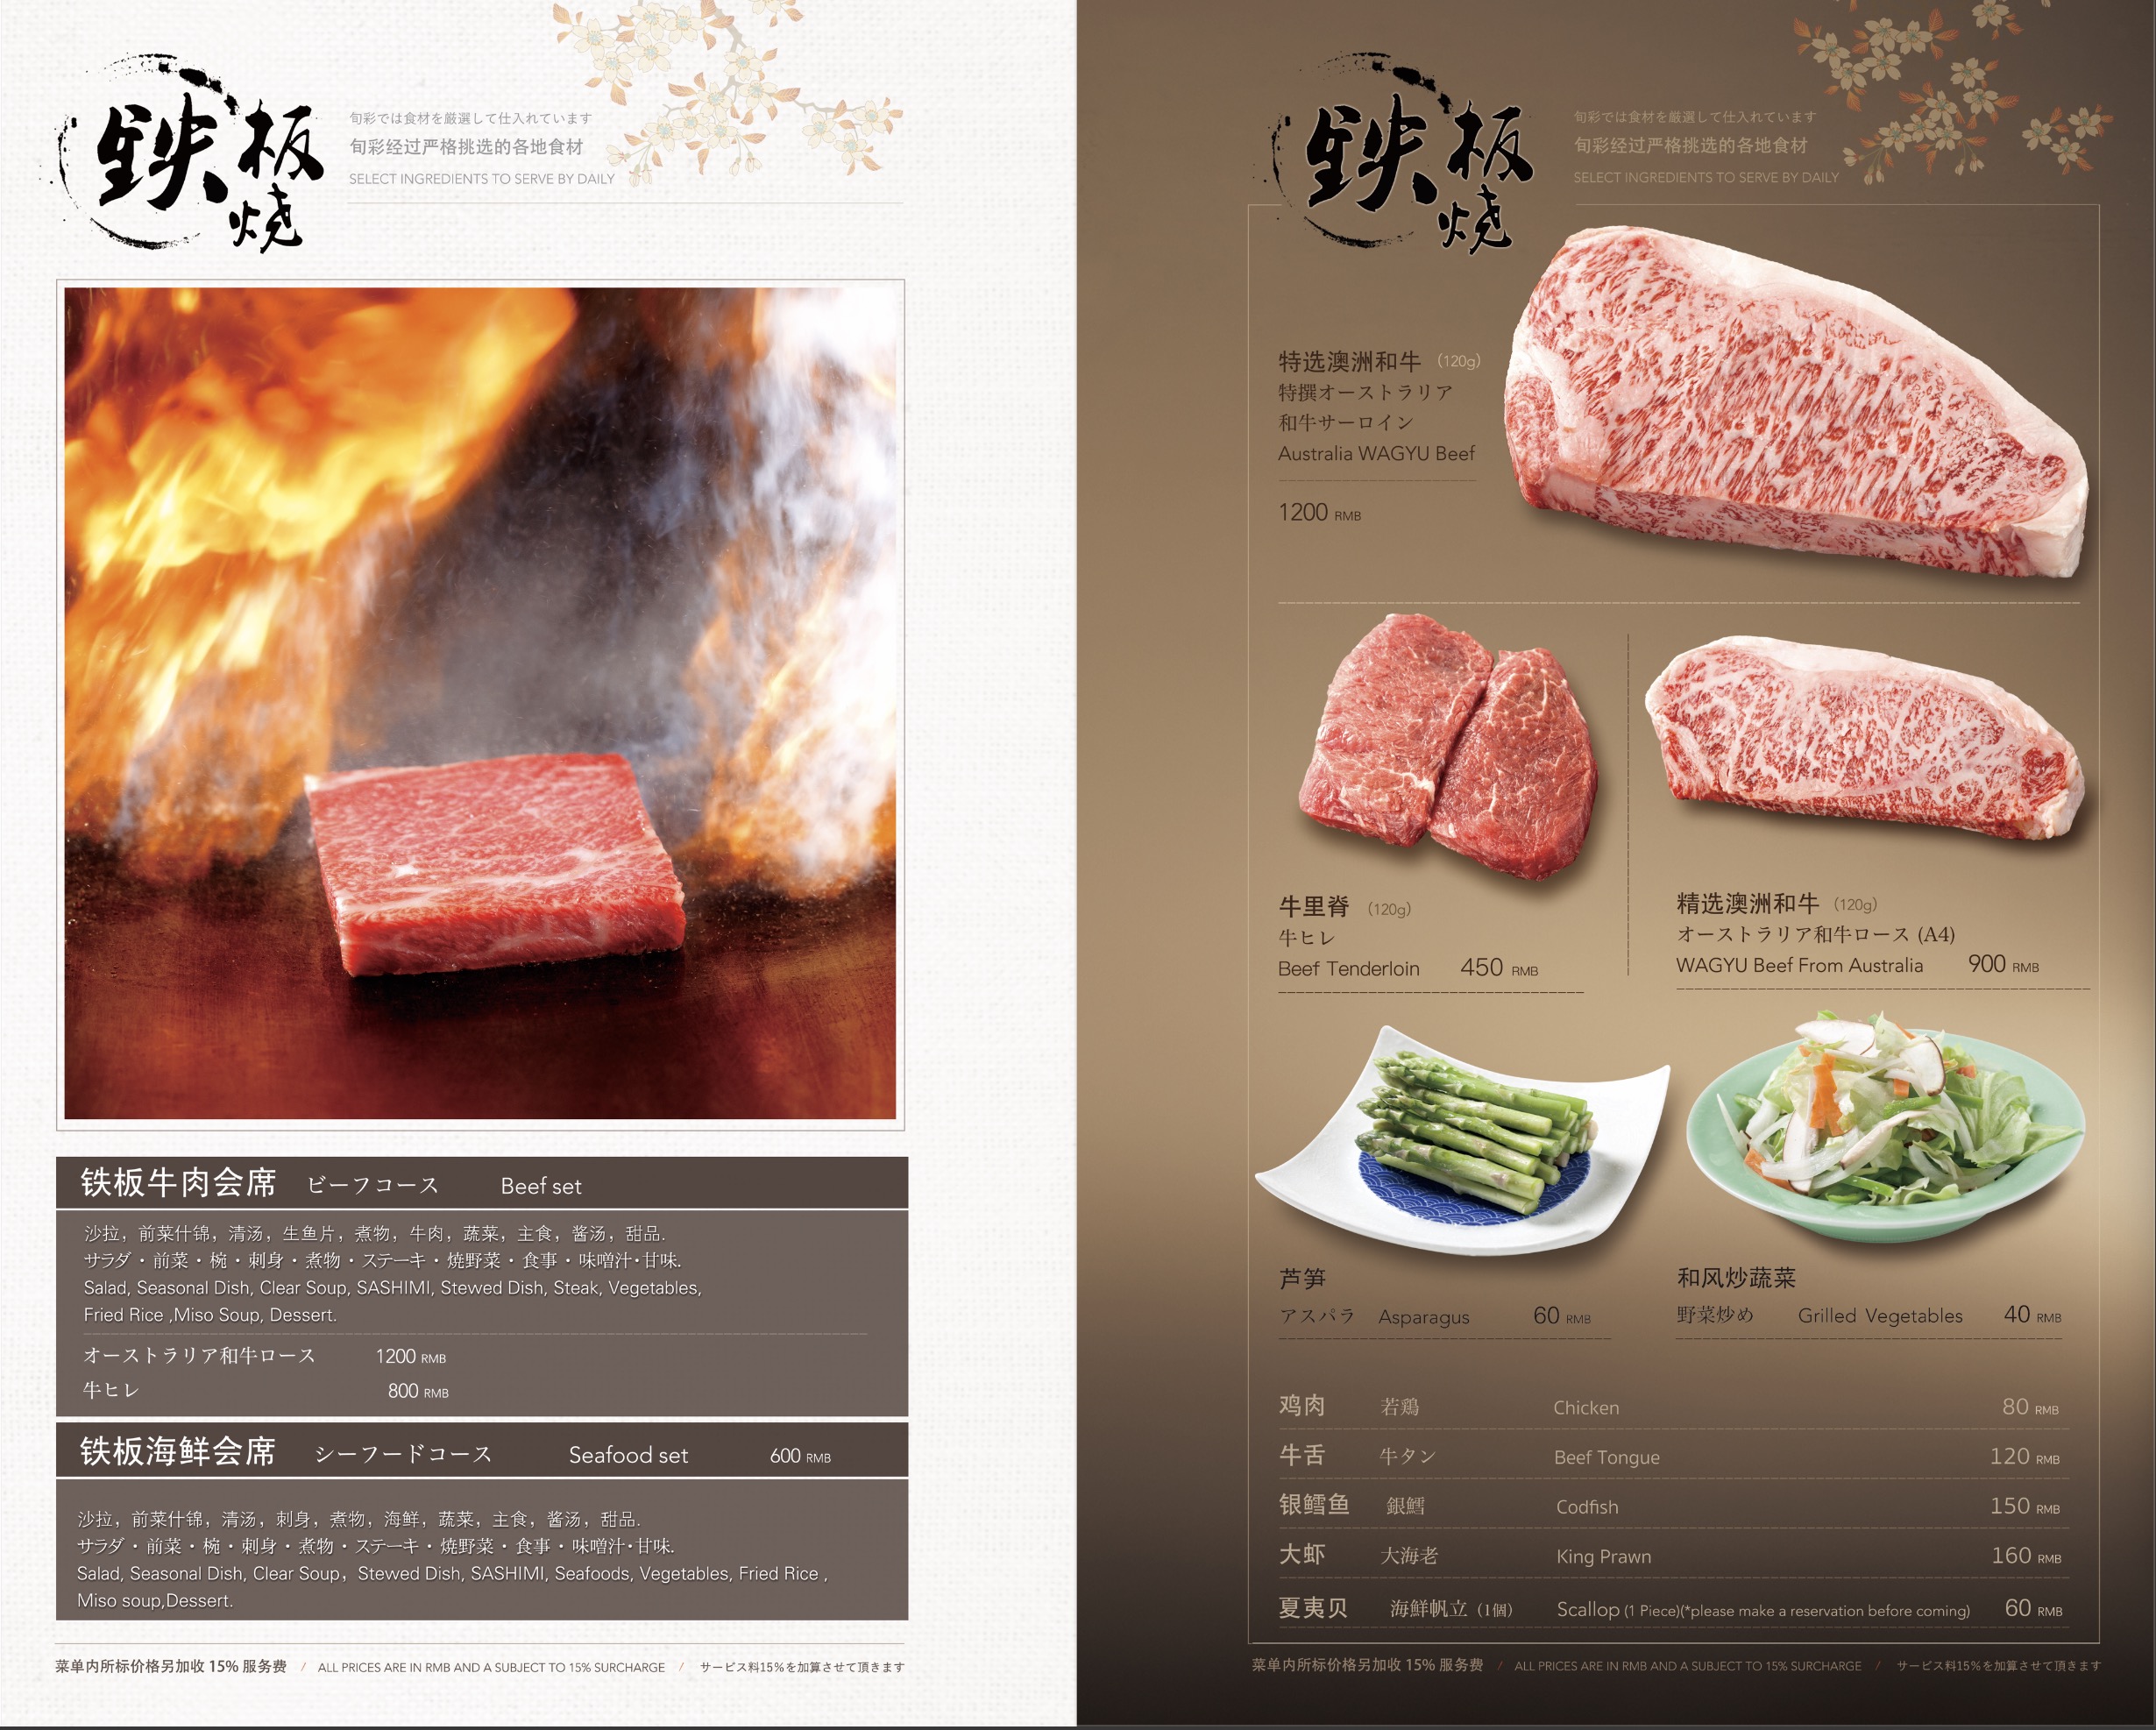 鉄板焼
旬彩では食材を厳選して仕入れています
旬彩经过严格挑选的各地食材
SELECT INGREDIENTS TO SERVE BY DAILY
铁板牛肉会席 ビーフコース Beef set
沙拉，前菜什锦，清汤，生鱼片，煮物，牛肉，蔬菜，主食，酱汤，甜品.
サラダ・前菜・椀・刺身・煮物・ステーキ・焼野菜・食事・味噌汁・甘味.
Salad, Seasonal Dish, Clear Soup, SASHIMI, Stewed Dish, Steak, Vegetables,
Fried Rice ,Miso Soup, Dessert.
オーストラリア和牛ロース 1200 RMB
牛ヒレ 800 RMB
铁板海鲜会席 シーフードコース Seafood set 600 RMB
沙拉，前菜什锦，清汤，刺身，煮物，海鲜，蔬菜，主食，酱汤，甜品.
サラダ・前菜・椀・刺身・煮物・ステーキ・焼野菜・食事・味噌汁・甘味.
Salad, Seasonal Dish, Clear Soup，Stewed Dish, SASHIMI, Seafoods, Vegetables, Fried Rice ,
Miso soup,Dessert.
菜单内所标价格另加收 15% 服务费 / ALL PRICES ARE IN RMB AND A SUBJECT TO 15% SURCHARGE / サービス料15%を加算させて頂きます
鉄板焼
旬彩では食材を厳選して仕入れています
旬彩经过严格挑选的各地食材
SELECT INGREDIENTS TO SERVE BY DAILY
特选澳洲和牛 (120g)
特撰オーストラリア
和牛サーロイン
Australia WAGYU Beef
1200 RMB
牛里脊 (120g)
牛ヒレ
Beef Tenderloin 450 RMB
精选澳洲和牛 (120g)
オーストラリア和牛ロース (A4)
WAGYU Beef From Australia 900 RMB
芦笋
アスパラ Asparagus 60 RMB
和风炒蔬菜
野菜炒め Grilled Vegetables 40 RMB
鸡肉 若鶏 Chicken 80 RMB
牛舌 牛タン Beef Tongue 120 RMB
银鳕鱼 銀鱈 Codfish 150 RMB
大虾 大海老 King Prawn 160 RMB
夏夷贝 海鮮帆立 (1個) Scallop (1 Piece)(*please make a reservation before coming) 60 RMB
菜单内所标价格另加收 15% 服务费 / ALL PRICES ARE IN RMB AND A SUBJECT TO 15% SURCHARGE / サービス料15%を加算させて頂きます